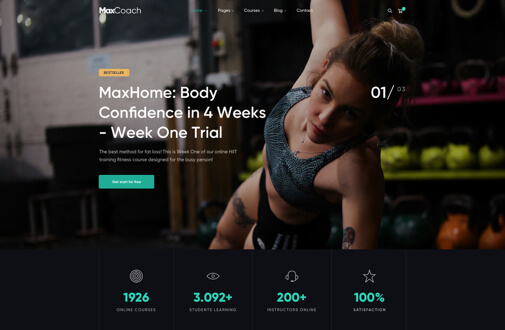 MaxCoach
Home Pages Courses Blog Contact
BESTSELLER
MaxHome: Body
Confidence in 4 Weeks
- Week One Trial
01/ 03
The best method for fat loss! This is Week One of our online HIIT
training fitness course designed for the busy person!
Get start for free
1926
ONLINE COURSES
3.092+
STUDENTS LEARNING
200+
INSTRUCTORS ONLINE
100%
SATISFACTION